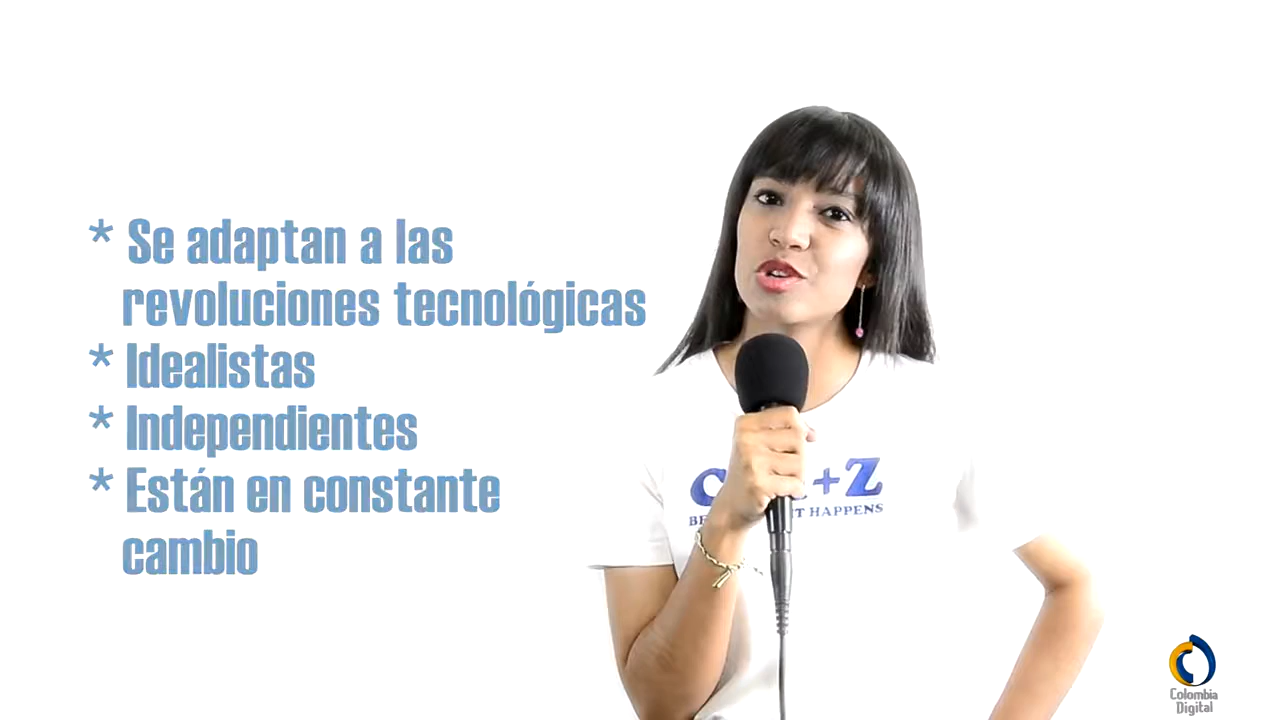 * Se adaptan a las
revoluciones tecnológicas
* Idealistas
* Independientes
* Están en constante
cambio
+Z
HAPPENS
Colombia
Digital